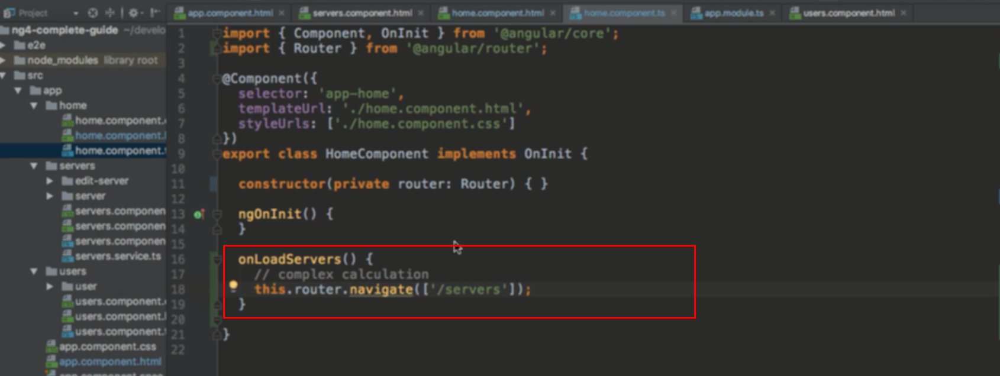 Project
app.component.html
servers.component.html
home.component.html
home.component.ts
app.module.ts
users.component.html
ng4-complete-guide ~/develo
e2e
node_modules library root
src
app
home
home.component.
home.component.
home.component.
servers
edit-server
server
servers.componen
servers.componen
servers.componen
servers.service.ts
users
user
users.component.
users.component.
users.component.
app.component.css
app.component.html
1 import { Component, OnInit } from '@angular/core';
2 import { Router } from '@angular/router';
3
4 @Component({
5 selector: 'app-home',
6 templateUrl: './home.component.html',
7 styleUrls: ['./home.component.css']
8 })
9 export class HomeComponent implements OnInit {
10
11 constructor(private router: Router) { }
12
13 ngOnInit() {
14 }
15
16 onLoadServers() {
17 // complex calculation
18 this.router.navigate(['/servers']);
19 }
20
21 }
22